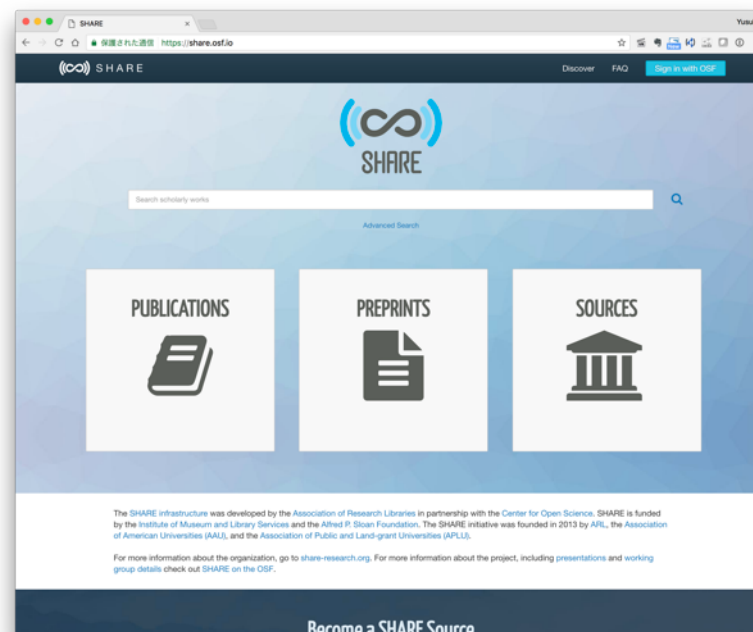 SHARE
Yusu
保護された通信 https://share.osf.io
SHARE
Discover FAQ Sign in with OSF
SHARE
Search scholarly works
Advanced Search
PUBLICATIONS
PREPRINTS
SOURCES
The SHARE infrastructure was developed by the Association of Research Libraries in partnership with the Center for Open Science. SHARE is funded
by the Institute of Museum and Library Services and the Alfred P. Sloan Foundation. The SHARE initiative was founded in 2013 by ARL, the Association
of American Universities (AAU), and the Association of Public and Land-grant Universities (APLU).
For more information about the organization, go to share-research.org. For more information about the project, including presentations and working
group details check out SHARE on the OSF.
Become a SHARE Source